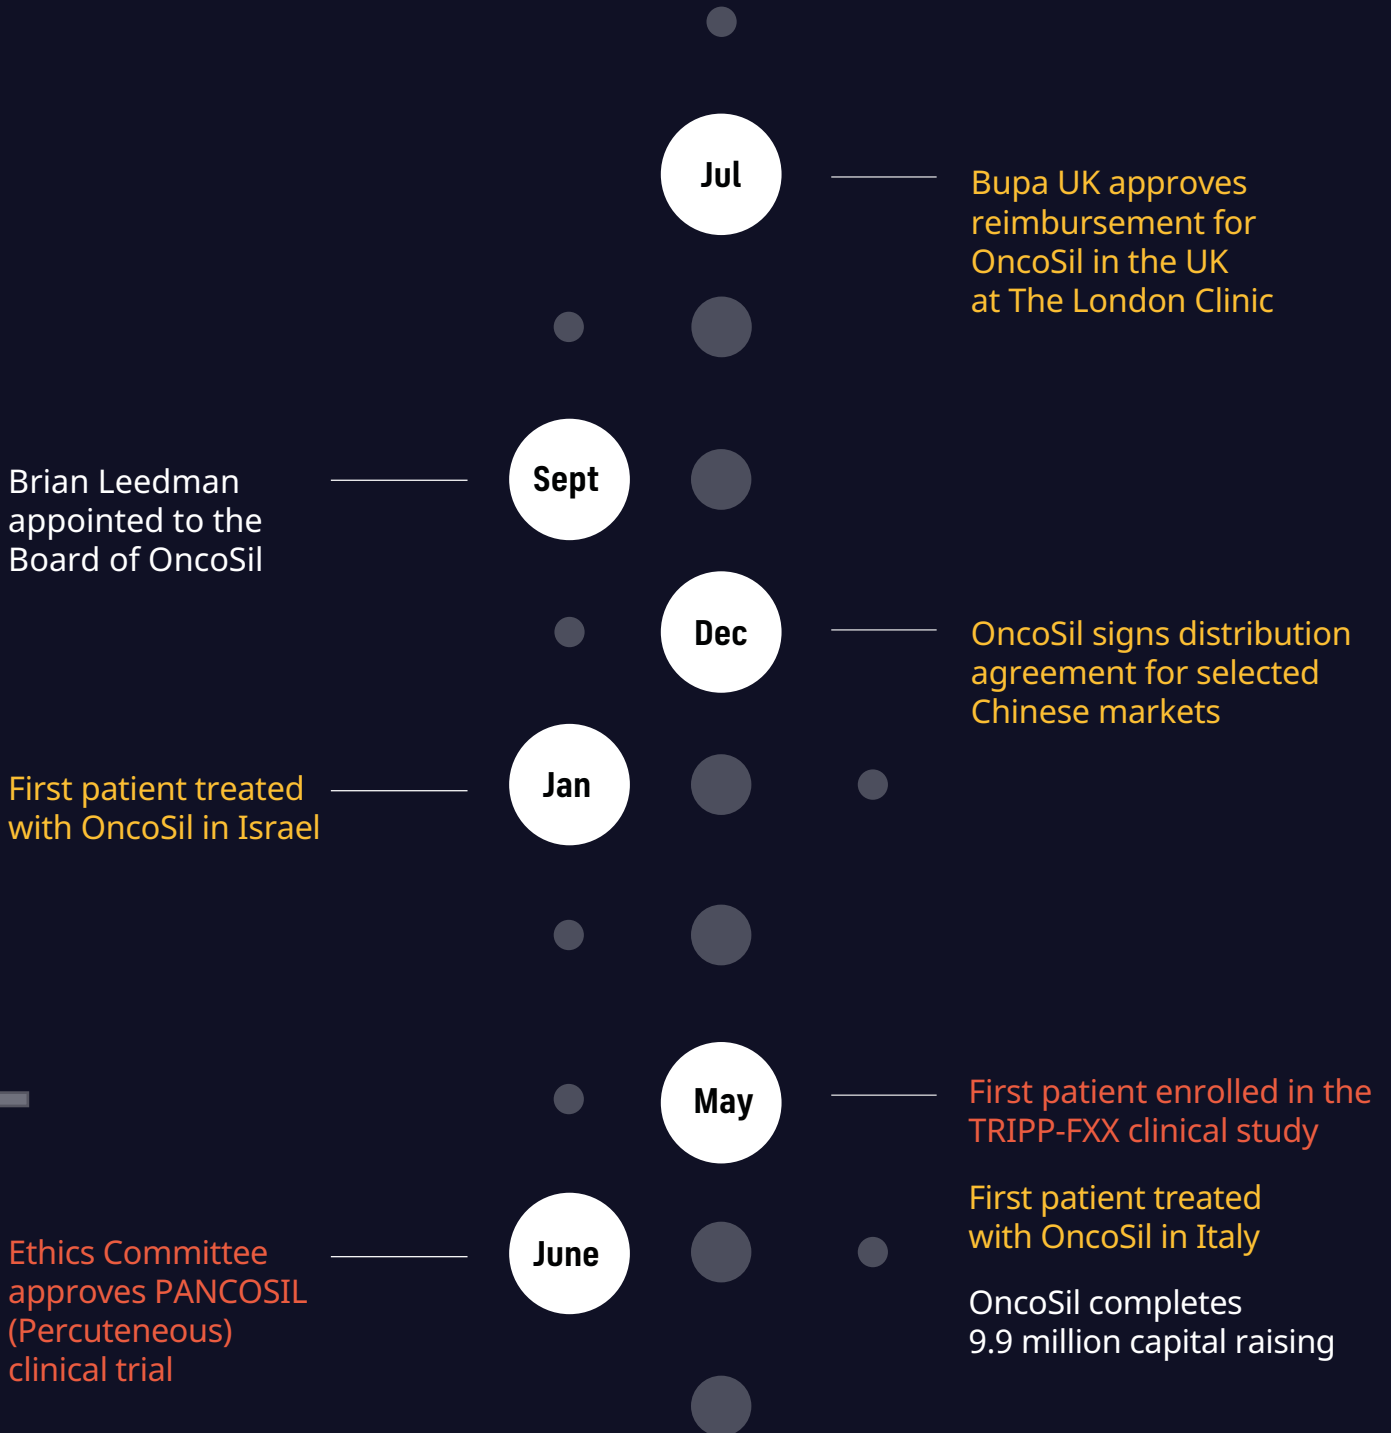 Jul
Bupa UK approves
reimbursement for
OncoSil in the UK
at The London Clinic
Sept
Brian Leedman
appointed to the
Board of OncoSil
Dec
OncoSil signs distribution
agreement for selected
Chinese markets
Jan
First patient treated
with OncoSil in Israel
May
First patient enrolled in the
TRIPP-FXX clinical study
First patient treated
with OncoSil in Italy
OncoSil completes
9.9 million capital raising
June
Ethics Committee
approves PANCOSIL
(Percuteneous)
clinical trial